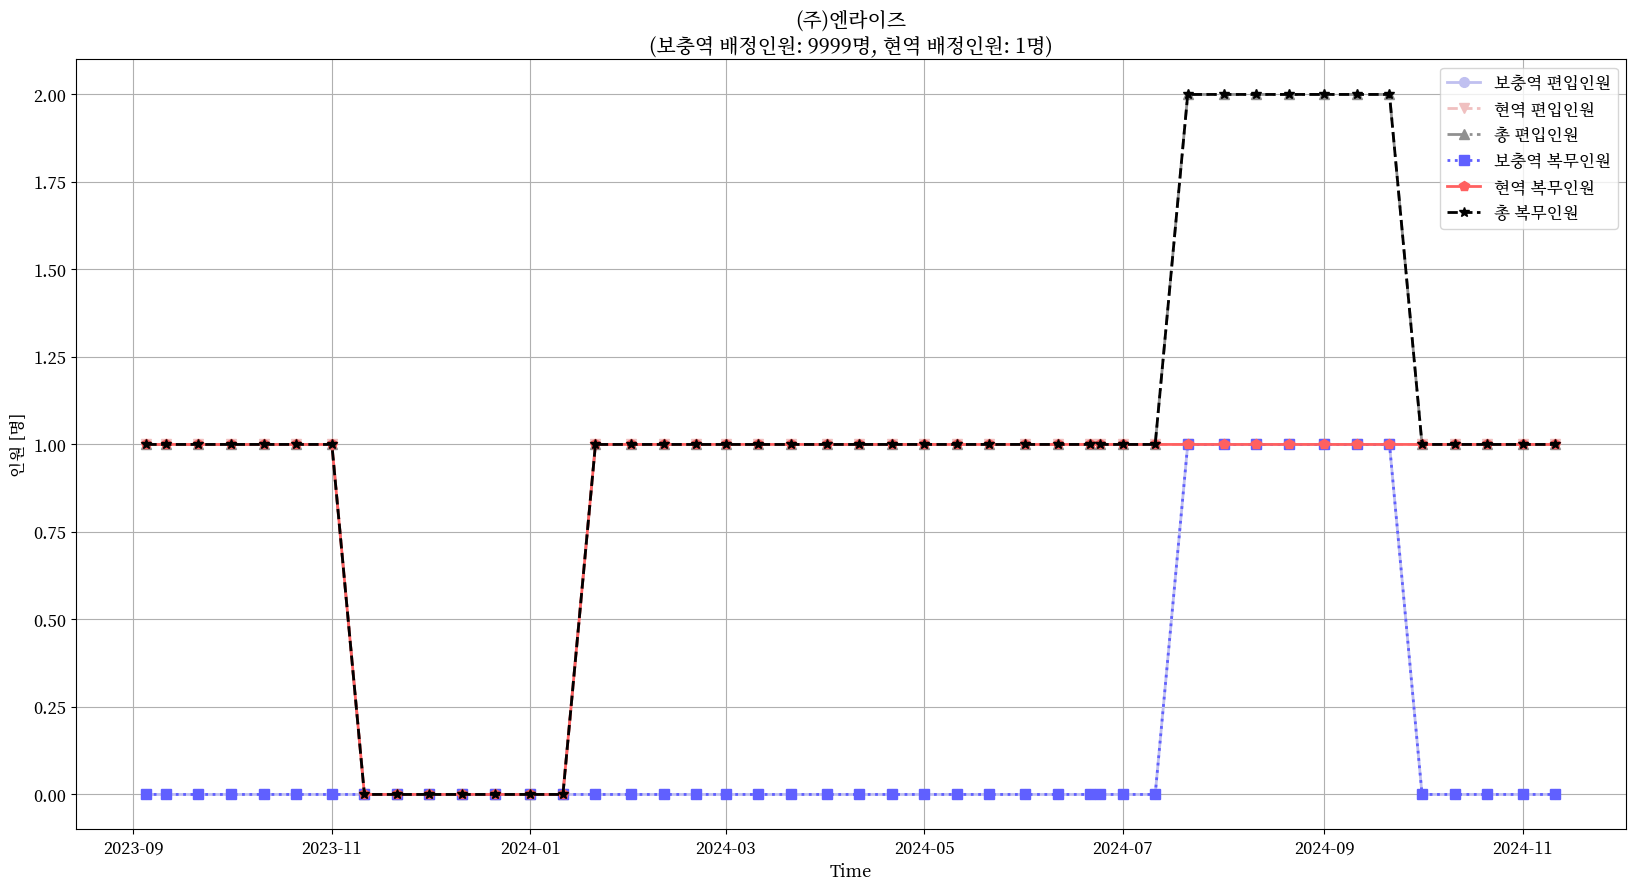 (주)엔라이즈
(보충역 배정인원: 9999명, 현역 배정인원: 1명)
보충역 편입인원
현역 편입인원
총 편입인원
보충역 복무인원
현역 복무인원
총 복무인원
2.00
1.75
1.50
1.25
1.00
0.75
0.50
0.25
0.00
인원 [명]
2023-09 2023-11 2024-01 2024-03 2024-05 2024-07 2024-09 2024-11
Time